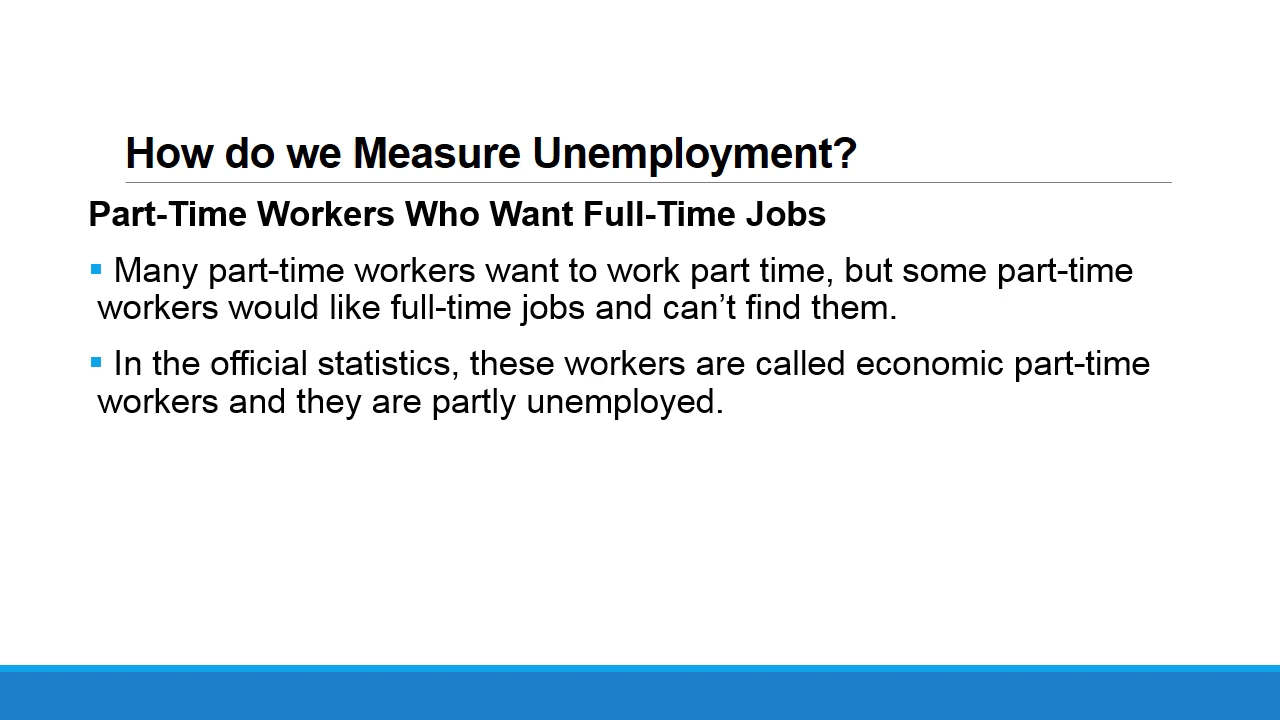 How do we Measure Unemployment?
Part-Time Workers Who Want Full-Time Jobs
▪ Many part-time workers want to work part time, but some part-time
workers would like full-time jobs and can’t find them.
▪ In the official statistics, these workers are called economic part-time
workers and they are partly unemployed.